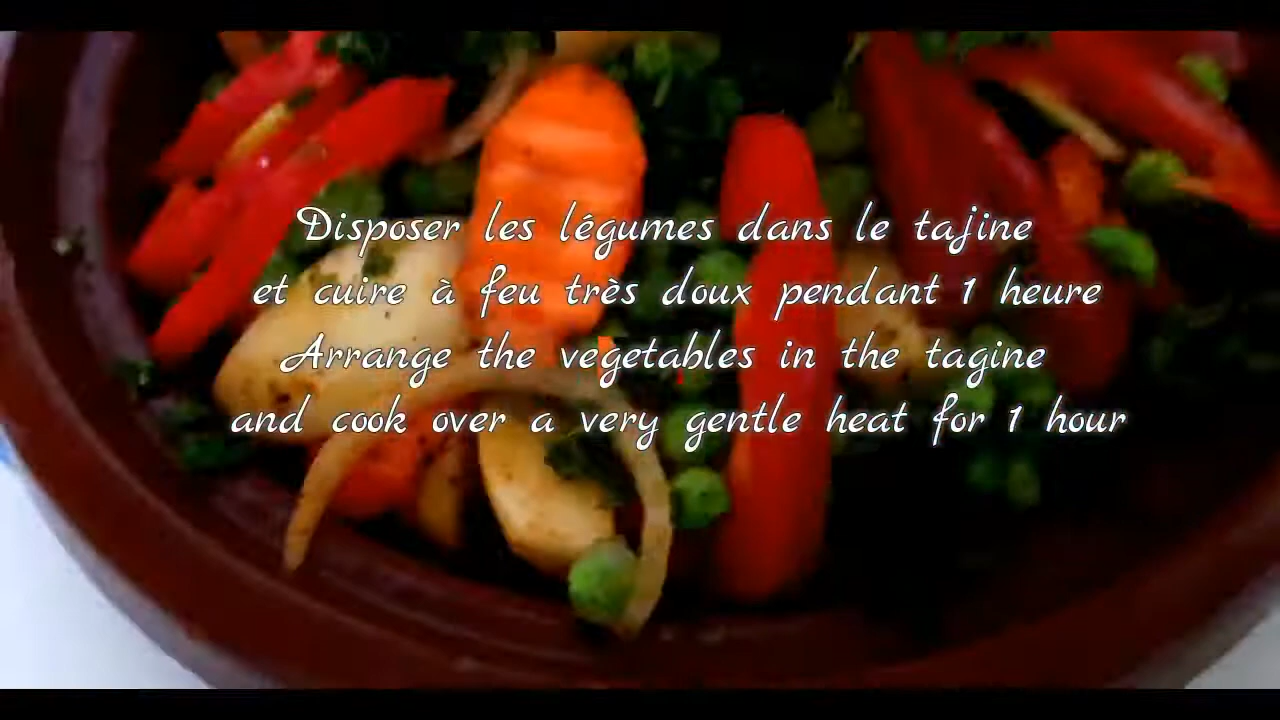 Disposer les légumes dans le tajine
et cuire à feu très doux pendant 1 heure
Arrange the vegetables in the tagine
and cook over a very gentle heat for 1 hour